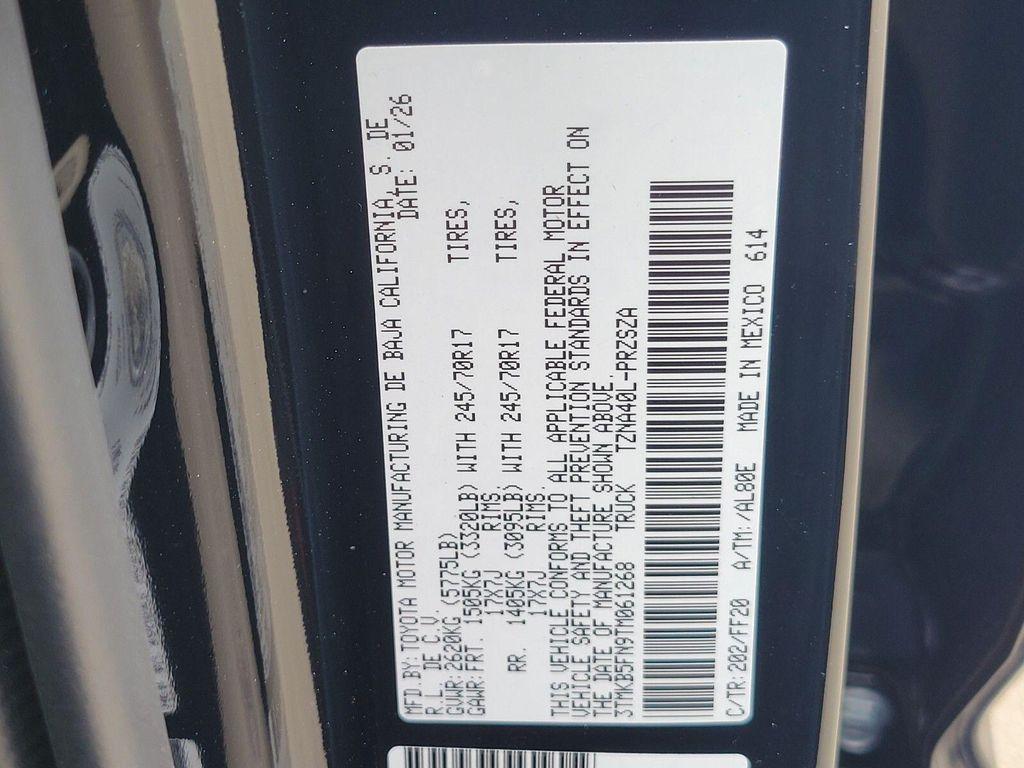 MFD.BY:TOYOTA MOTOR MANUFACTURING DE BAJA CALIFORNIA, S. DE
R.L. DE C.V. DATE: 01/26
GVWR:2620KG (5775LB)
GAWR:FRT. 1505KG (3320LB) WITH 245/70R17 TIRES,
17X7J RIMS.
RR. 1405KG (3095LB) WITH 245/70R17 TIRES,
17X7J RIMS.
THIS VEHICLE CONFORMS TO ALL APPLICABLE FEDERAL MOTOR
VEHICLE SAFETY AND THEFT PREVENTION STANDARDS IN EFFECT ON
THE DATE OF MANUFACTURE SHOWN ABOVE.
3TMKB5FN9TM061268 TRUCK TZNA40L-PRZSZA
C/TR:202/FF20 A/TM:/AL80E MADE IN MEXICO 614